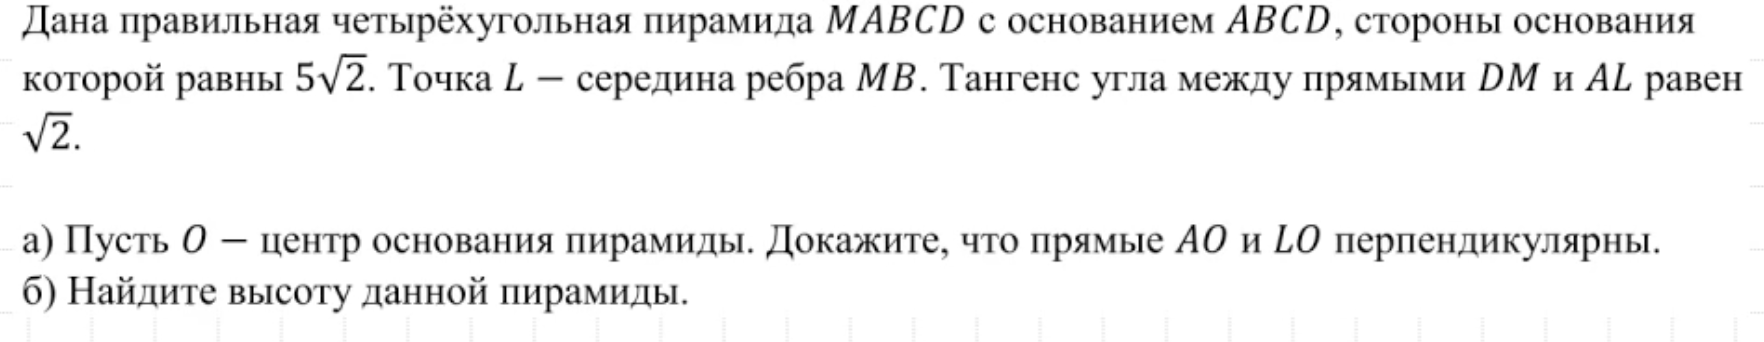 Дана правильная четырёхугольная пирамида MABCD с основанием ABCD, стороны основания
которой равны 5√2. Точка L – середина ребра MB. Тангенс угла между прямыми DM и AL равен
√2.
а) Пусть O – центр основания пирамиды. Докажите, что прямые AO и LO перпендикулярны.
б) Найдите высоту данной пирамиды.